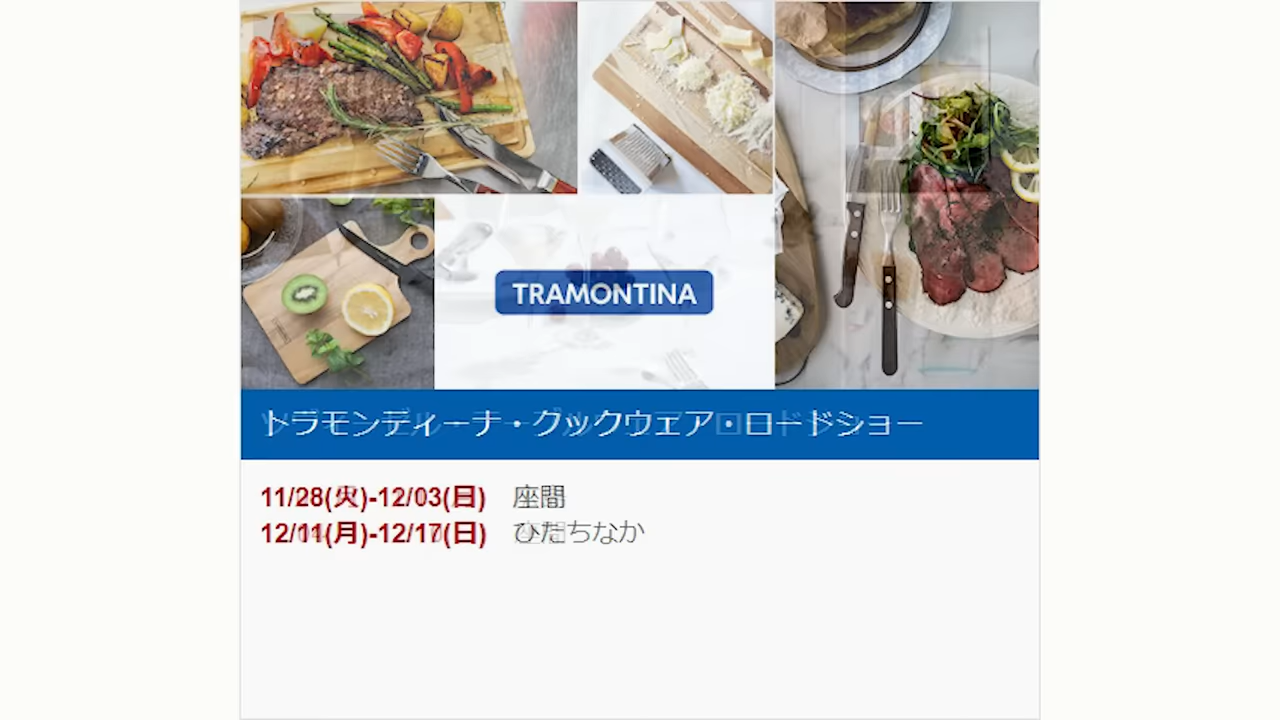 TRAMONTINA
トラモンティーナ・クックウェア・ロードショー
11/28(火)-12/03(日) 座間
12/11(月)-12/17(日) ひたちなか